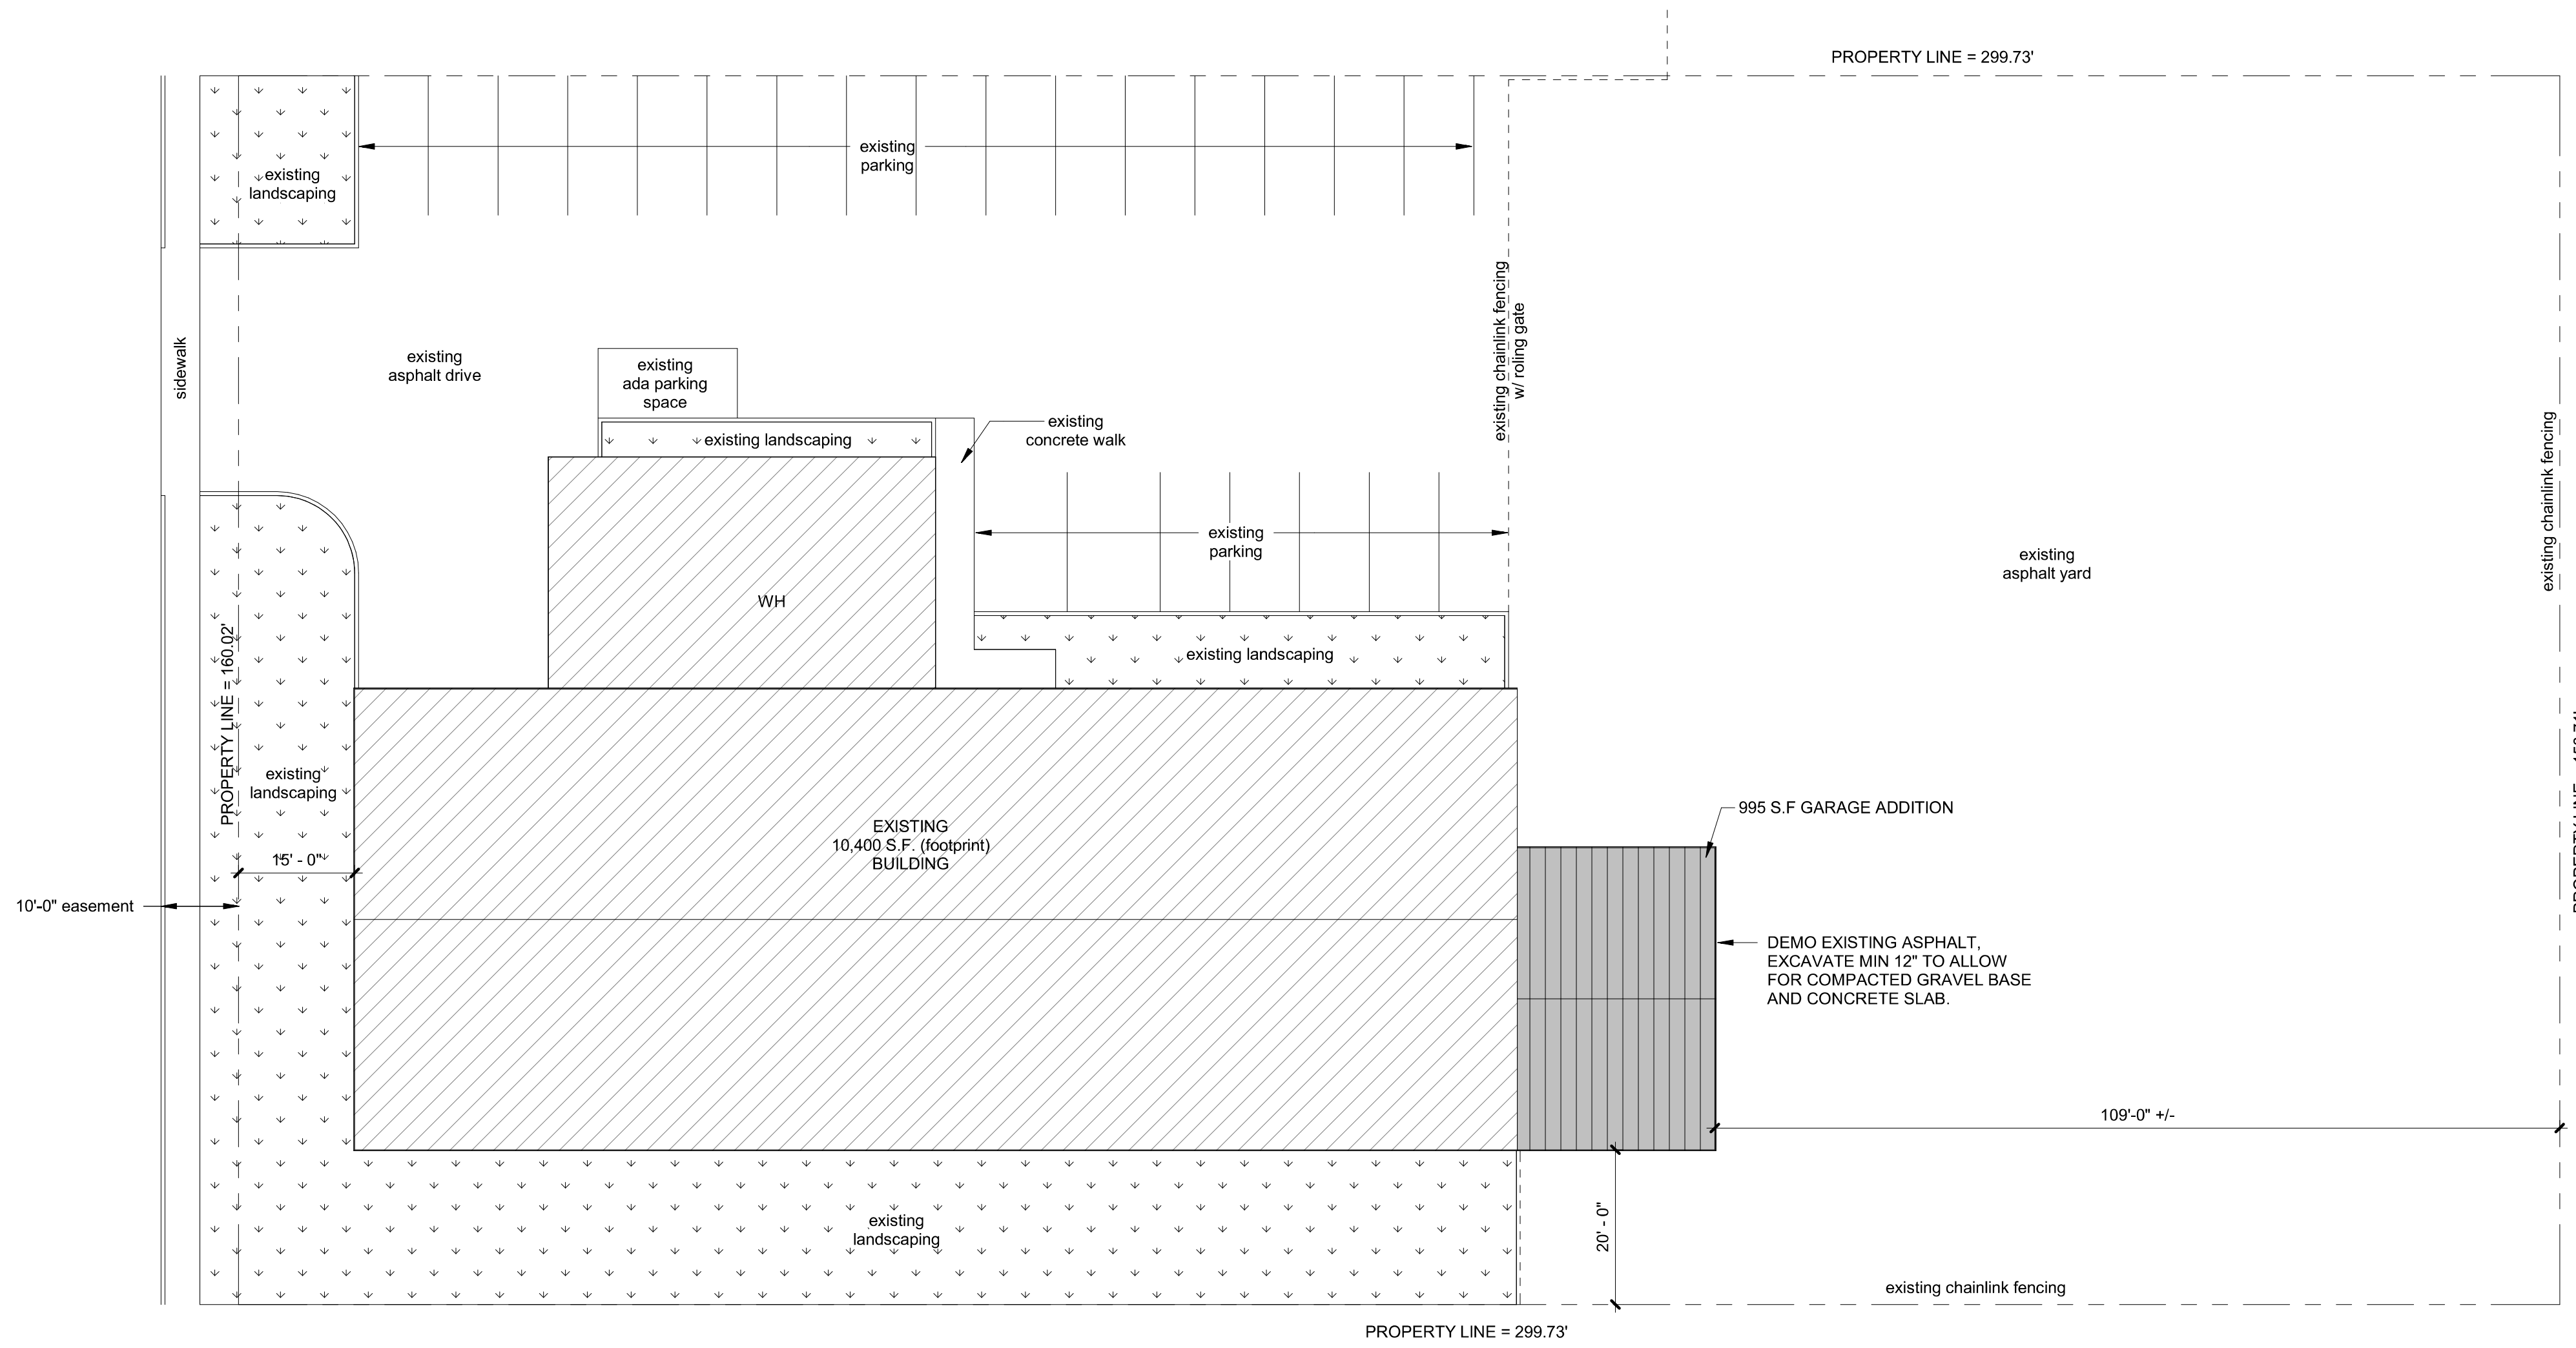 PROPERTY LINE = 299.73'
existing
parking
existing
landscaping
existing chainlink fencing
w/ roling gate
sidewalk
existing
asphalt drive
existing
ada parking
space
existing landscaping
existing
concrete walk
existing chainlink fencing
existing
parking
existing
asphalt yard
WH
existing landscaping
PROPERTY LINE = 160.02'
existing
landscaping
995 S.F GARAGE ADDITION
EXISTING
10,400 S.F. (footprint)
BUILDING
15' - 0"
10'-0" easement
DEMO EXISTING ASPHALT,
EXCAVATE MIN 12" TO ALLOW
FOR COMPACTED GRAVEL BASE
AND CONCRETE SLAB.
109'-0" +/-
20' - 0"
existing
landscaping
existing chainlink fencing
PROPERTY LINE = 299.73'